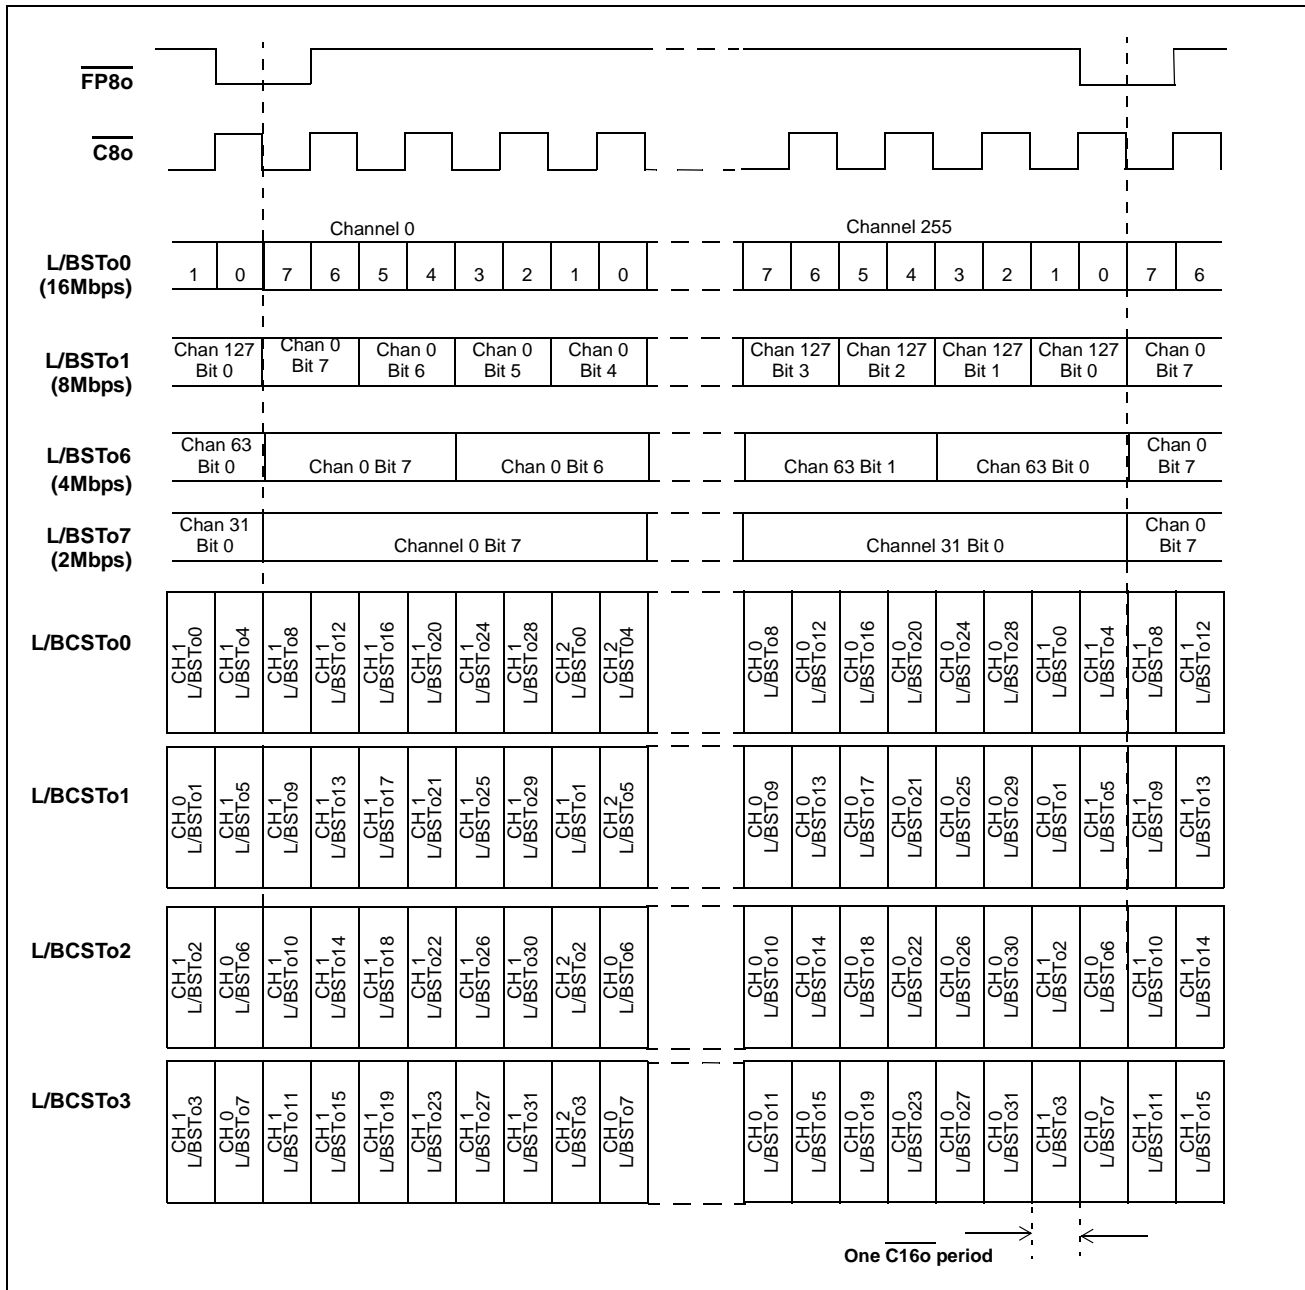 FP8o
C8o
Channel 0
Channel 255
L/BSTo0
(16Mbps)
1 0 7 6 5 4 3 2 1 0 7 6 5 4 3 2 1 0 7 6
L/BSTo1
(8Mbps)
Chan 127 Chan 0 Chan 0 Chan 0 Chan 0 Chan 127 Chan 127 Chan 127 Chan 127 Chan 0
Bit 0 Bit 7 Bit 6 Bit 5 Bit 4 Bit 3 Bit 2 Bit 1 Bit 0 Bit 7
L/BSTo6
(4Mbps)
Chan 63
Bit 0
Chan 0 Bit 7
Chan 0 Bit 6
Chan 63 Bit 1
Chan 63 Bit 0
Chan 0
Bit 7
L/BSTo7
(2Mbps)
Chan 31
Bit 0
Channel 0 Bit 7
Channel 31 Bit 0
Chan 0
Bit 7
L/BCSTo0
CH 1
L/BSTo0
CH 1
L/BSTo4
CH 1
L/BSTo8
CH 1
L/BSTo12
CH 1
L/BSTo16
CH 1
L/BSTo20
CH 1
L/BSTo24
CH 1
L/BSTo28
CH 2
L/BSTo0
CH 2
L/BST04
CH 0
L/BSTo8
CH 0
L/BSTo12
CH 0
L/BSTo16
CH 0
L/BSTo20
CH 0
L/BSTo24
CH 0
L/BSTo28
CH 1
L/BSTo0
CH 1
L/BSTo4
CH 1
L/BSTo8
CH 1
L/BSTo12
L/BCSTo1
CH 0
L/BSTo1
CH 1
L/BSTo5
CH 1
L/BSTo9
CH 1
L/BSTo13
CH 1
L/BSTo17
CH 1
L/BSTo21
CH 1
L/BSTo25
CH 1
L/BSTo29
CH 1
L/BSTo1
CH 2
L/BSTo5
CH 0
L/BSTo9
CH 0
L/BSTo13
CH 0
L/BSTo17
CH 0
L/BSTo21
CH 0
L/BSTo25
CH 0
L/BSTo29
CH 0
L/BSTo1
CH 1
L/BSTo5
CH 1
L/BSTo9
CH 1
L/BSTo13
L/BCSTo2
CH 1
L/BSTo2
CH 0
L/BSTo6
CH 1
L/BSTo10
CH 1
L/BSTo14
CH 1
L/BSTo18
CH 1
L/BSTo22
CH 1
L/BSTo26
CH 1
L/BSTo30
CH 2
L/BSTo2
CH 0
L/BSTo6
CH 0
L/BSTo10
CH 0
L/BSTo14
CH 0
L/BSTo18
CH 0
L/BSTo22
CH 0
L/BSTo26
CH 0
L/BSTo30
CH 1
L/BSTo2
CH 0
L/BSTo6
CH 1
L/BSTo10
CH 1
L/BSTo14
L/BCSTo3
CH 1
L/BSTo3
CH 0
L/BSTo7
CH 1
L/BSTo11
CH 1
L/BSTo15
CH 1
L/BSTo19
CH 1
L/BSTo23
CH 1
L/BSTo27
CH 1
L/BSTo31
CH 2
L/BSTo3
CH 0
L/BSTo7
CH 0
L/BSTo11
CH 0
L/BSTo15
CH 0
L/BSTo19
CH 0
L/BSTo23
CH 0
L/BSTo27
CH 0
L/BSTo31
CH 1
L/BSTo3
CH 0
L/BSTo7
CH 1
L/BSTo11
CH 1
L/BSTo15
One C16o period